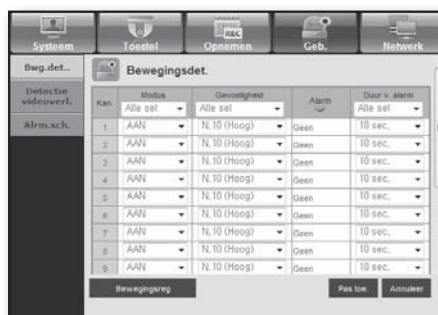 Systeem Toestel Opnemen Geb. Netwerk
REC
Bwg.det..
Detectie
videoverl.
Alrm.sch.
Bewegingsdet.
Kan. Modus Gevoeligheid Alarm Duur v. alarm
Alle sel Alle sel Alle sel
1 AAN N,10 (Hoog) Geen 10 sec,
2 AAN N,10 (Hoog) Geen 10 sec,
3 AAN N,10 (Hoog) Geen 10 sec,
4 AAN N,10 (Hoog) Geen 10 sec,
5 AAN N,10 (Hoog) Geen 10 sec,
6 AAN N,10 (Hoog) Geen 10 sec,
7 AAN N,10 (Hoog) Geen 10 sec,
8 AAN N,10 (Hoog) Geen 10 sec,
9 AAN N,10 (Hoog) Geen 10 sec,
Bewegingsreg Pas toe. Annuleer